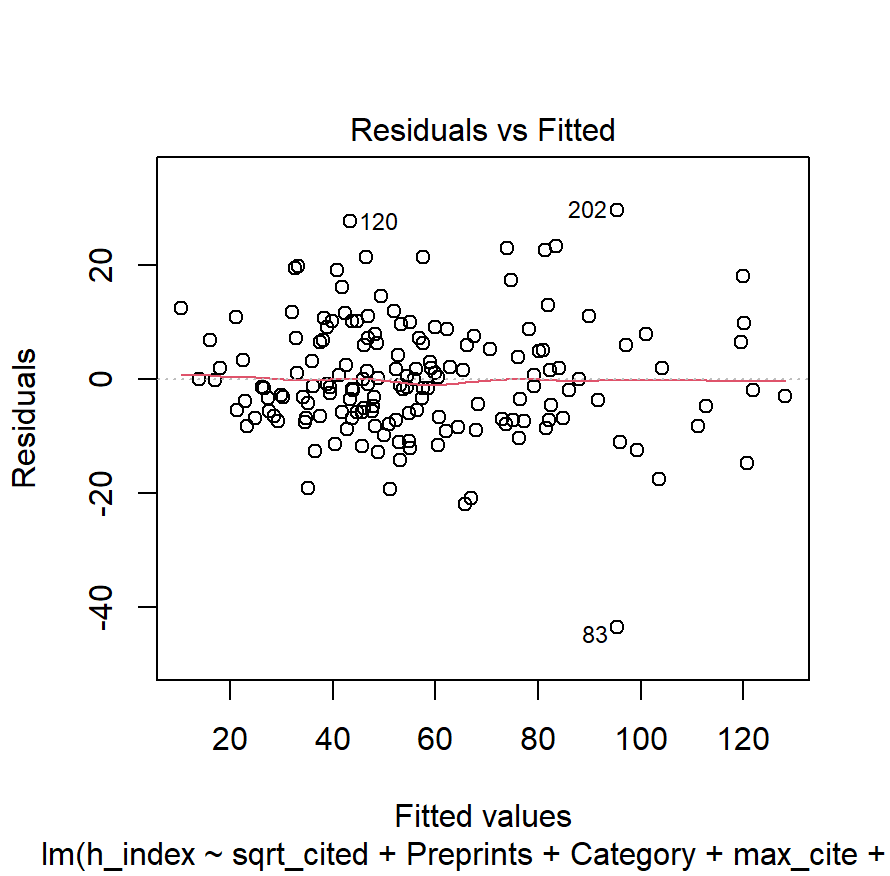 Residuals vs Fitted
Residuals
20
0
-20
-40
120
202
83
20 40 60 80 100 120
Fitted values
lm(h_index ~ sqrt_cited + Preprints + Category + max_cite +